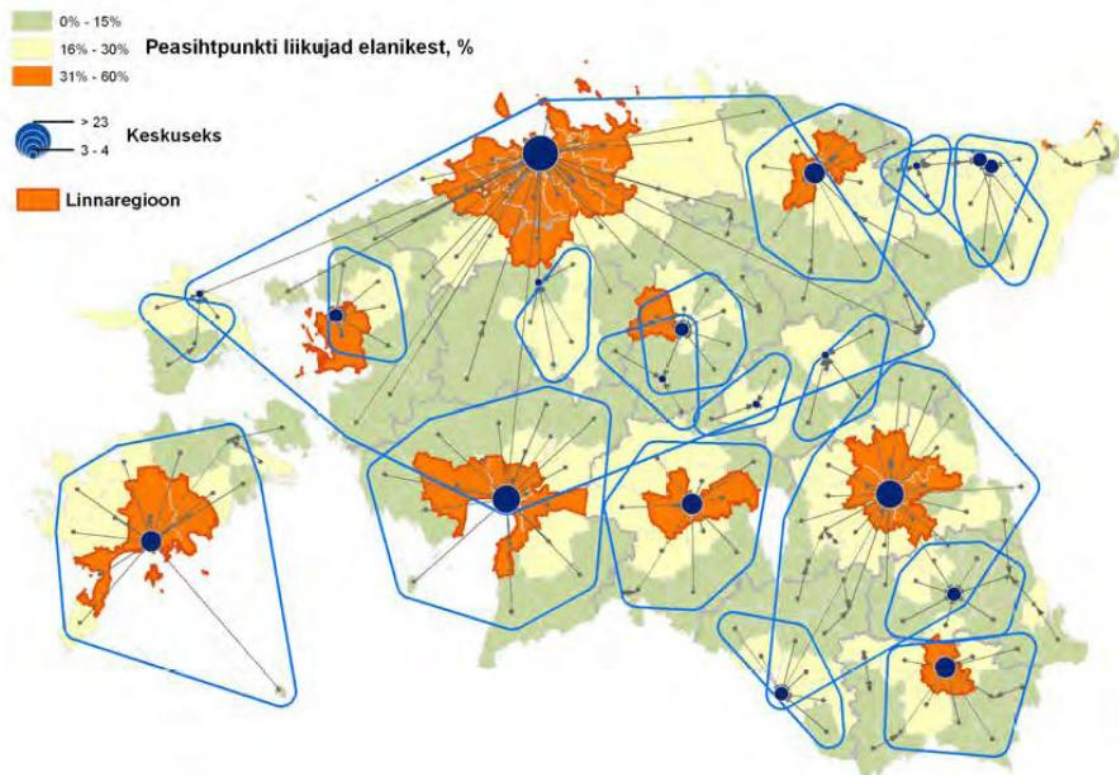 0% - 15%
16% - 30%
31% - 60%
Peasihtpunkti liikujad elanikest, %
> 23
3 - 4
Keskuseks
Linnaregioon